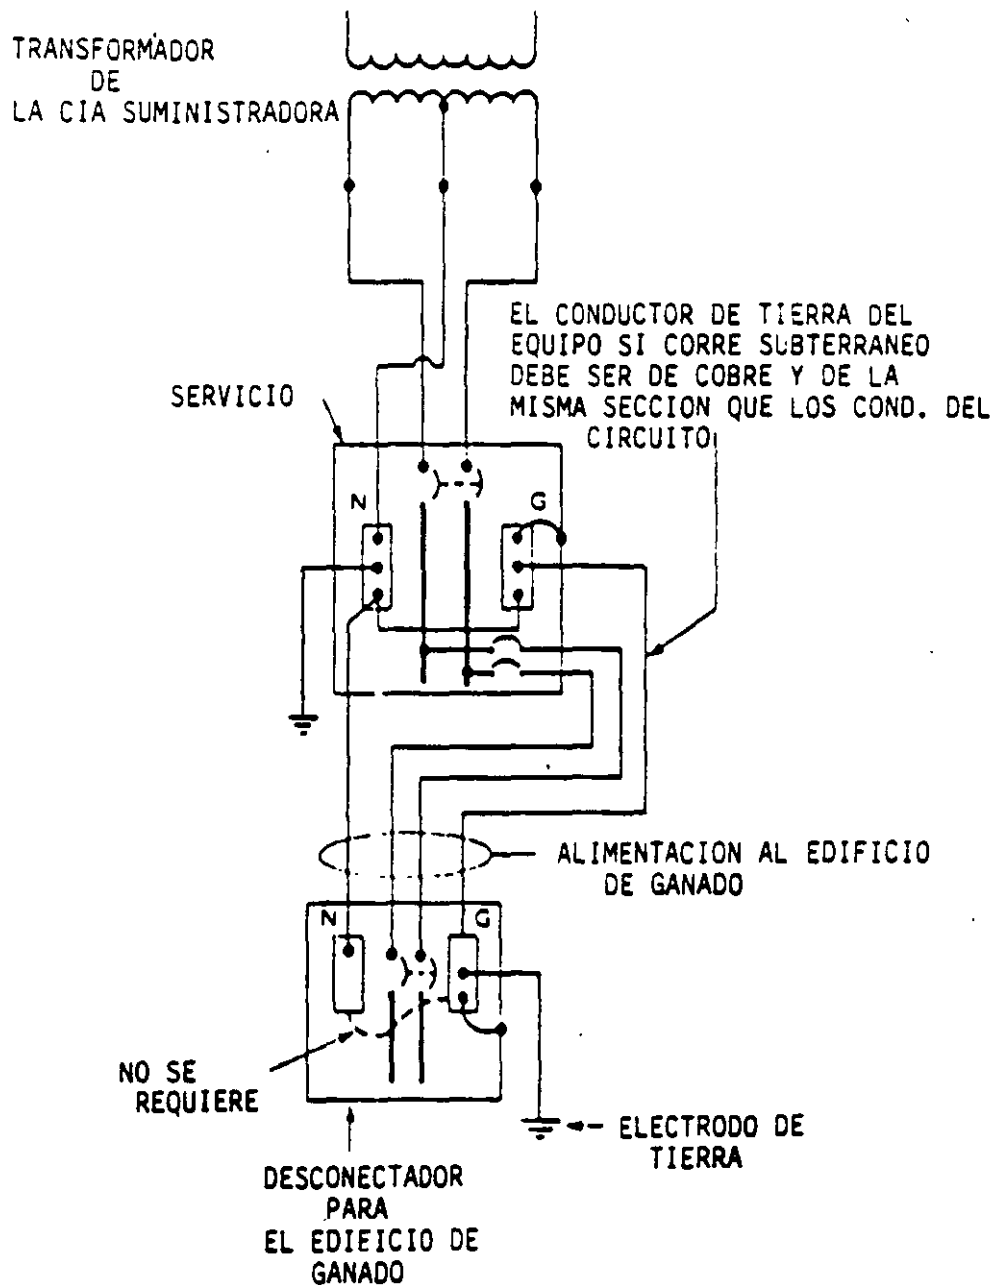 TRANSFORMADOR
DE
LA CIA SUMINISTRADORA
EL CONDUCTOR DE TIERRA DEL
EQUIPO SI CORRE SUBTERRANEO
DEBE SER DE COBRE Y DE LA
MISMA SECCION QUE LOS COND. DEL
CIRCUITO
SERVICIO
N
G
ALIMENTACION AL EDIFICIO
DE GANADO
N
G
NO SE
REQUIERE
ELECTRODO DE
TIERRA
DESCONECTADOR
PARA
EL EDIEICIO DE
GANADO